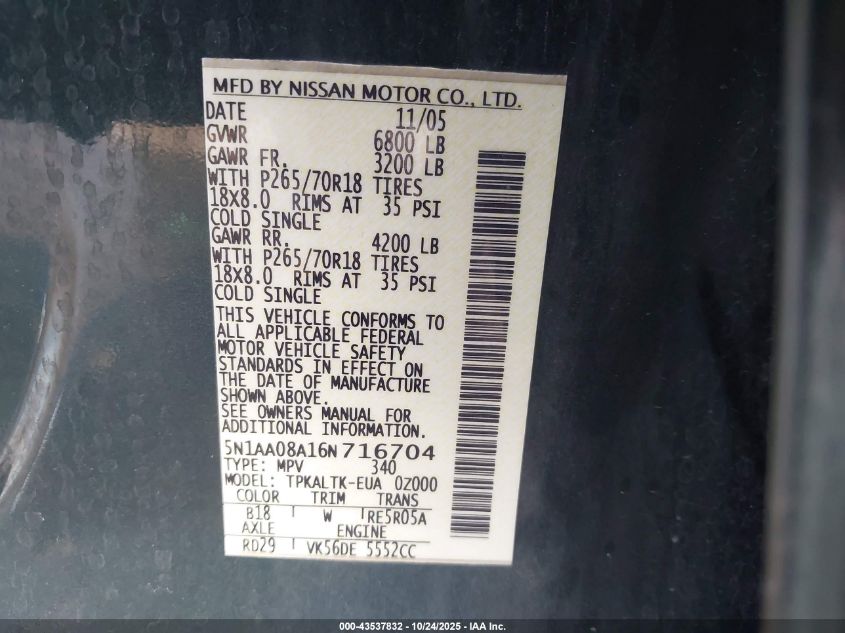 MFD BY NISSAN MOTOR CO., LTD.
DATE 11/05
GVWR 6800 LB
GAWR FR. 3200 LB
WITH P265/70R18 TIRES
18X8.0 RIMS AT 35 PSI
COLD SINGLE
GAWR RR. 4200 LB
WITH P265/70R18 TIRES
18X8.0 RIMS AT 35 PSI
COLD SINGLE
THIS VEHICLE CONFORMS TO
ALL APPLICABLE FEDERAL
MOTOR VEHICLE SAFETY
STANDARDS IN EFFECT ON
THE DATE OF MANUFACTURE
SHOWN ABOVE.
SEE OWNERS MANUAL FOR
ADDITIONAL INFORMATION.
5N1AA08A16N716704
TYPE: MPV 340
MODEL: TPKALTK-EUA 0Z000
COLOR TRIM TRANS
B18 W RE5R05A
AXLE ENGINE
RD29 VK56DE 5552CC
000-43537832 - 10/24/2025 - IAA Inc.